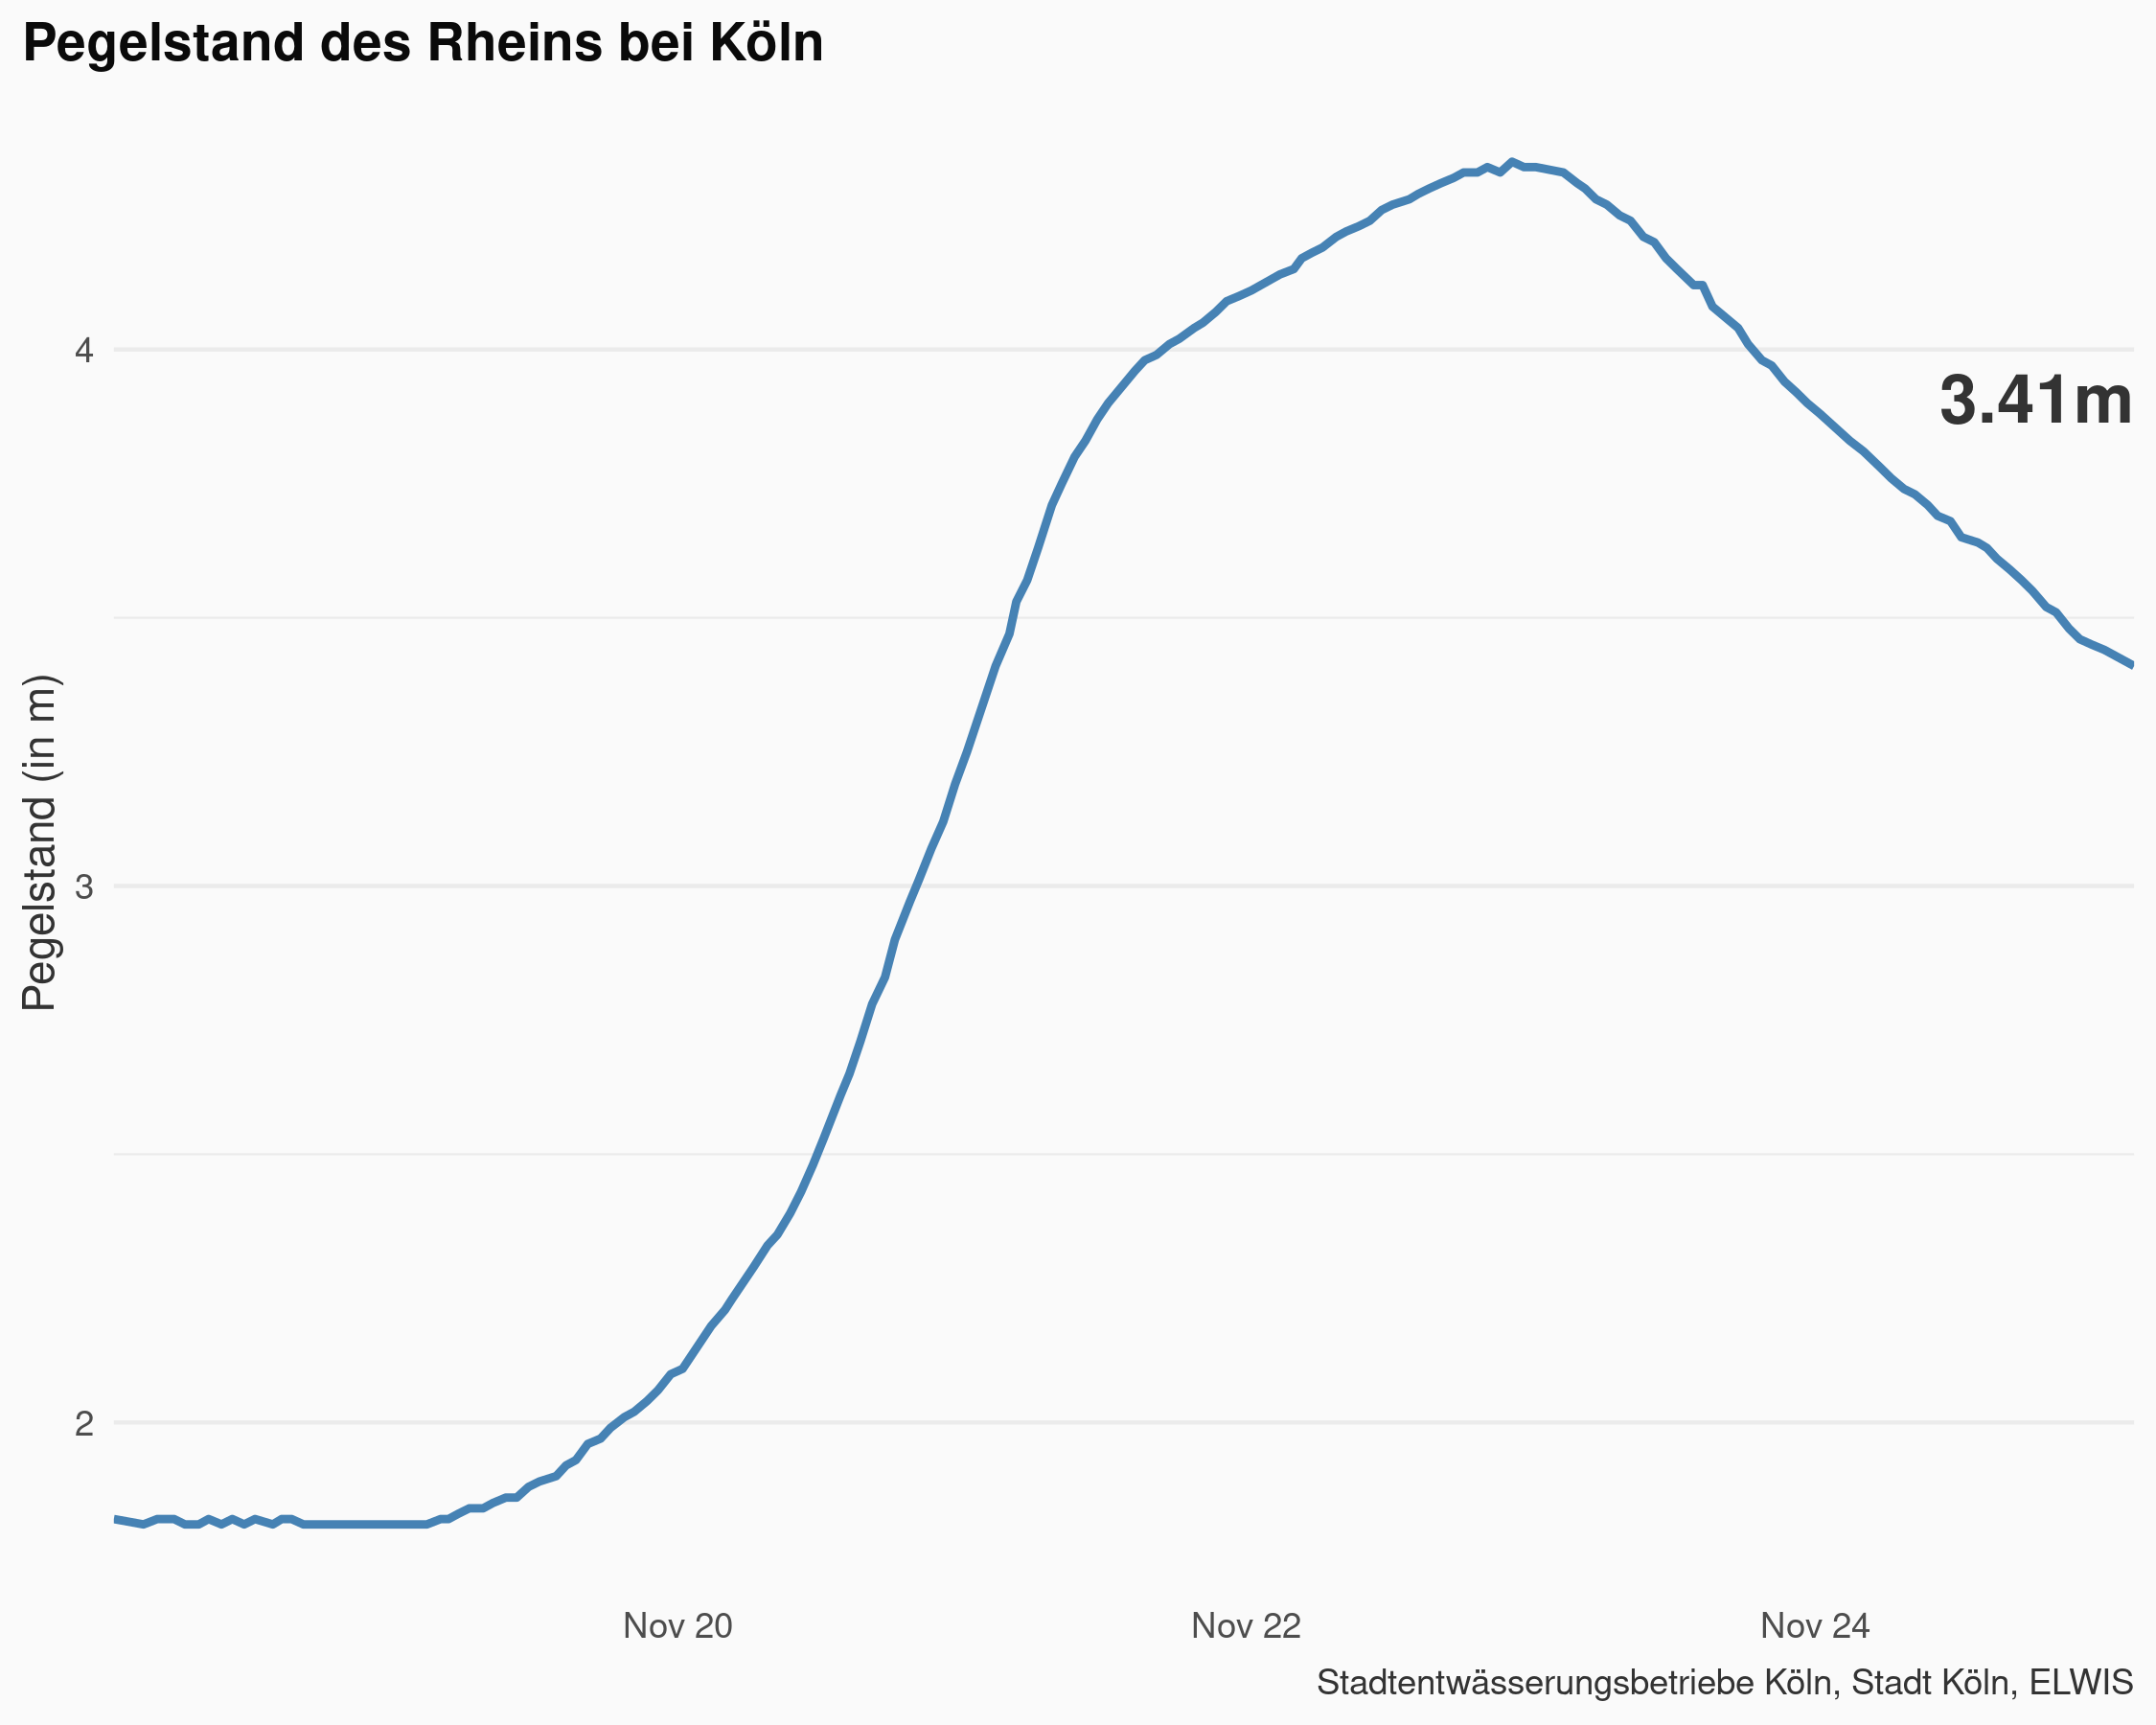 Pegelstand des Rheins bei Köln
4
3.41m
Pegelstand (in m)
3
2
Nov 20
Nov 22
Nov 24
Stadtentwässerungsbetriebe Köln, Stadt Köln, ELWIS